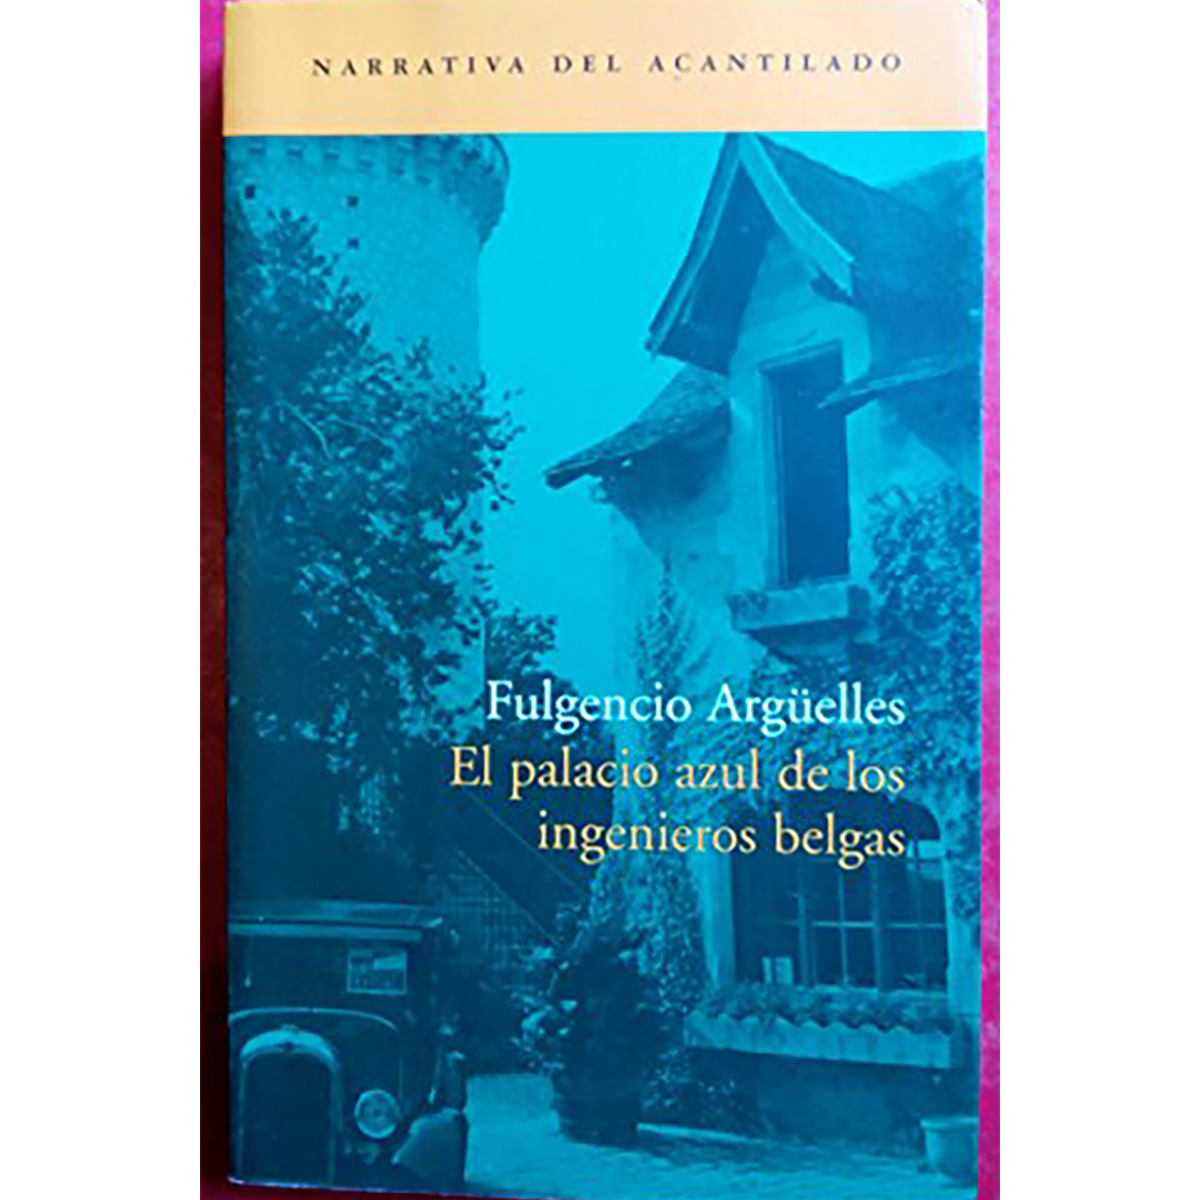 NARRATIVA DEL ACANTILADO
Fulgencio Argüelles
El palacio azul de los
ingenieros belgas